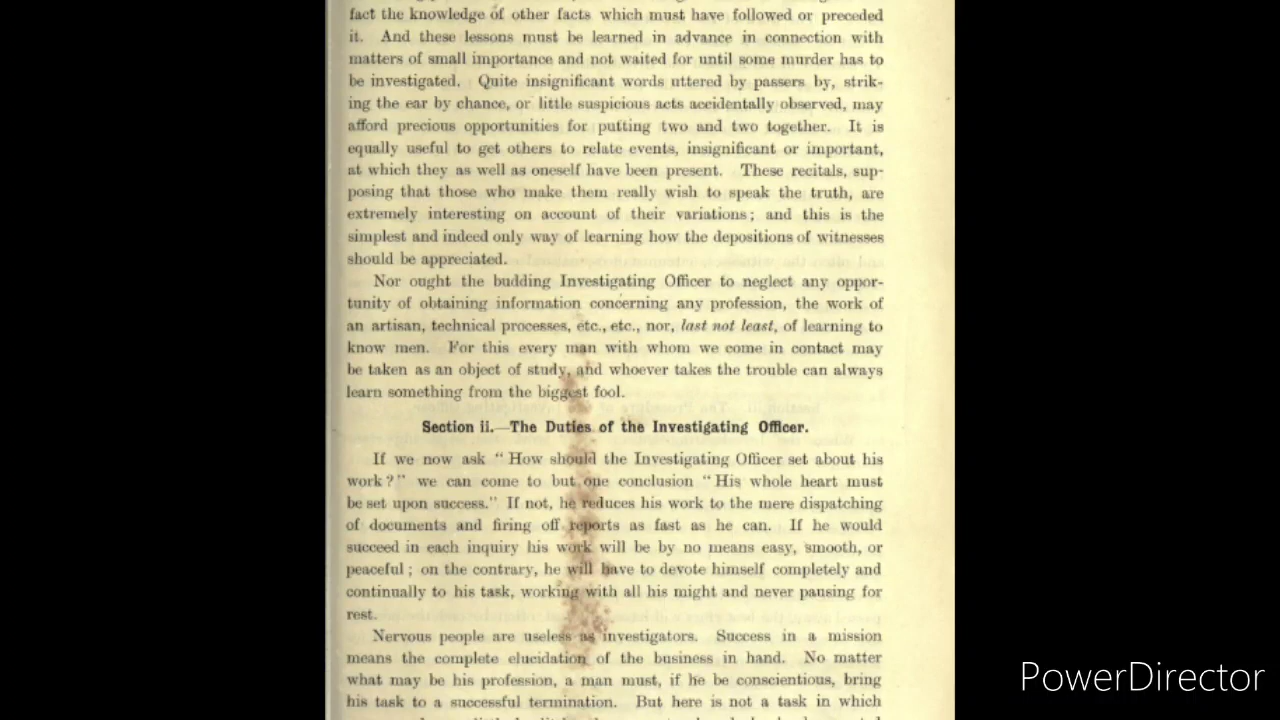 fact the knowledge of other facts which must have followed or preceded
it. And these lessons must be learned in advance in connection with
matters of small importance and not waited for until some murder has to
be investigated. Quite insignificant words uttered by passers by, strik-
ing the ear by chance, or little suspicious acts accidentally observed, may
afford precious opportunities for putting two and two together. It is
equally useful to get others to relate events, insignificant or important,
at which they as well as oneself have been present. These recitals, sup-
posing that those who make them really wish to speak the truth, are
extremely interesting on account of their variations; and this is the
simplest and indeed only way of learning how the depositions of witnesses
should be appreciated.
Nor ought the budding Investigating Officer to neglect any oppor-
tunity of obtaining information concerning any profession, the work of
an artisan, technical processes, etc., etc., nor, last not least, of learning to
know men. For this every man with whom we come in contact may
be taken as an object of study, and whoever takes the trouble can always
learn something from the biggest fool.
Section ii.—The Duties of the Investigating Officer.
If we now ask "How should the Investigating Officer set about his
work?" we can come to but one conclusion "His whole heart must
be set upon success." If not, he reduces his work to the mere dispatching
of documents and firing off reports as fast as he can. If he would
succeed in each inquiry his work will be by no means easy, smooth, or
peaceful; on the contrary, he will have to devote himself completely and
continually to his task, working with all his might and never pausing for
rest.
Nervous people are useless as investigators. Success in a mission
means the complete elucidation of the business in hand. No matter
what may be his profession, a man must, if he be conscientious, bring
his task to a successful termination. But here is not a task in which
PowerDirector